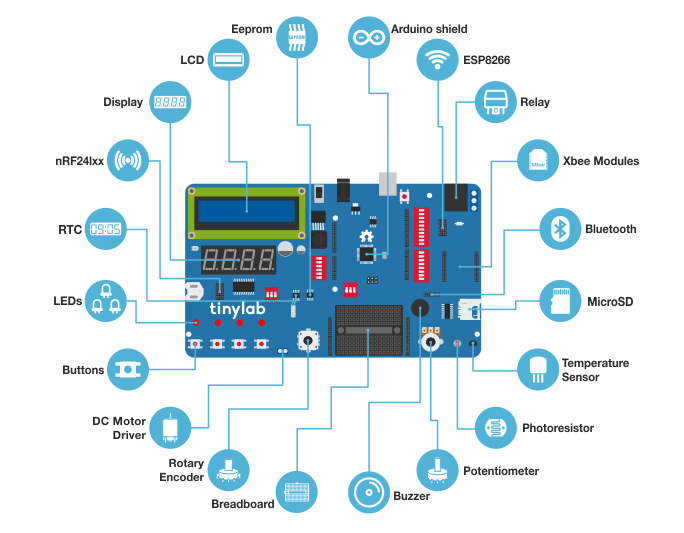 Eeprom
Arduino shield
LCD
ESP8266
Display
Relay
nRF24lxx
Xbee Modules
RTC
09:05
Bluetooth
LEDs
MicroSD
tinylab
Buttons
Temperature
Sensor
DC Motor
Driver
Photoresistor
Rotary
Encoder
Potentiometer
Breadboard
Buzzer